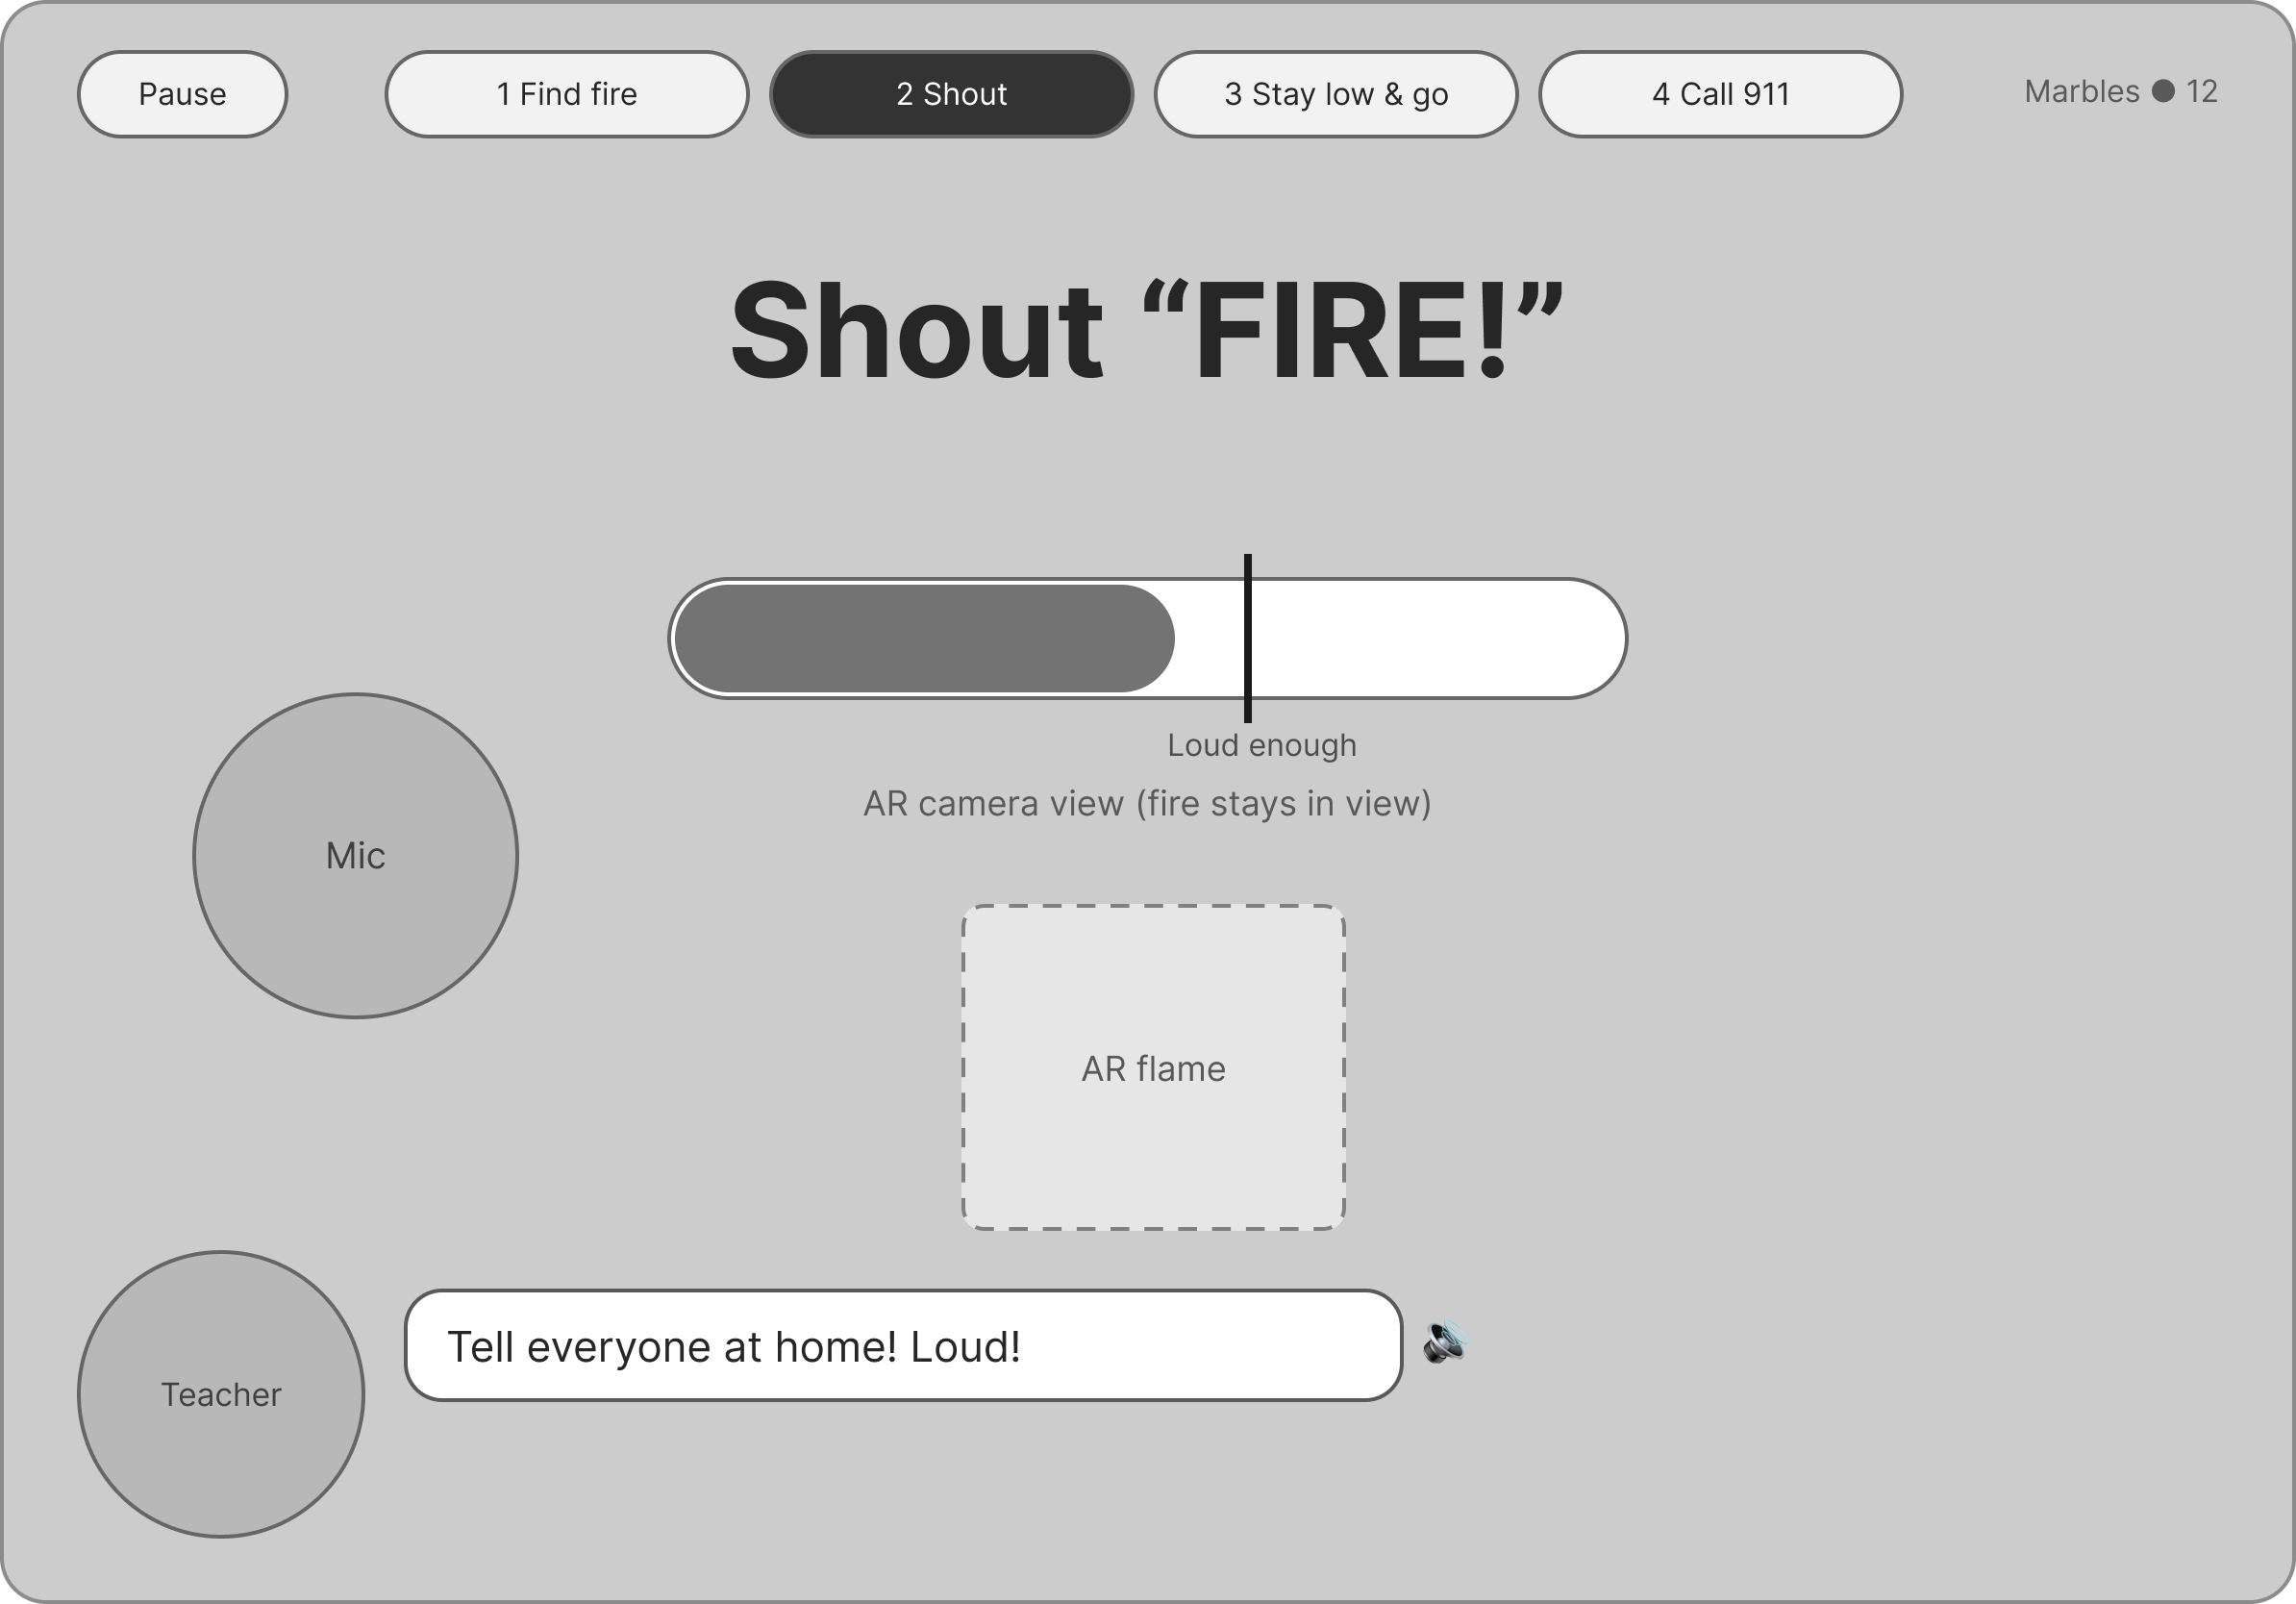 Pause
1 Find fire
2 Shout
3 Stay low & go
4 Call 911
Marbles ● 12
Shout “FIRE!”
Loud enough
AR camera view (fire stays in view)
Mic
AR flame
Tell everyone at home! Loud!
Teacher